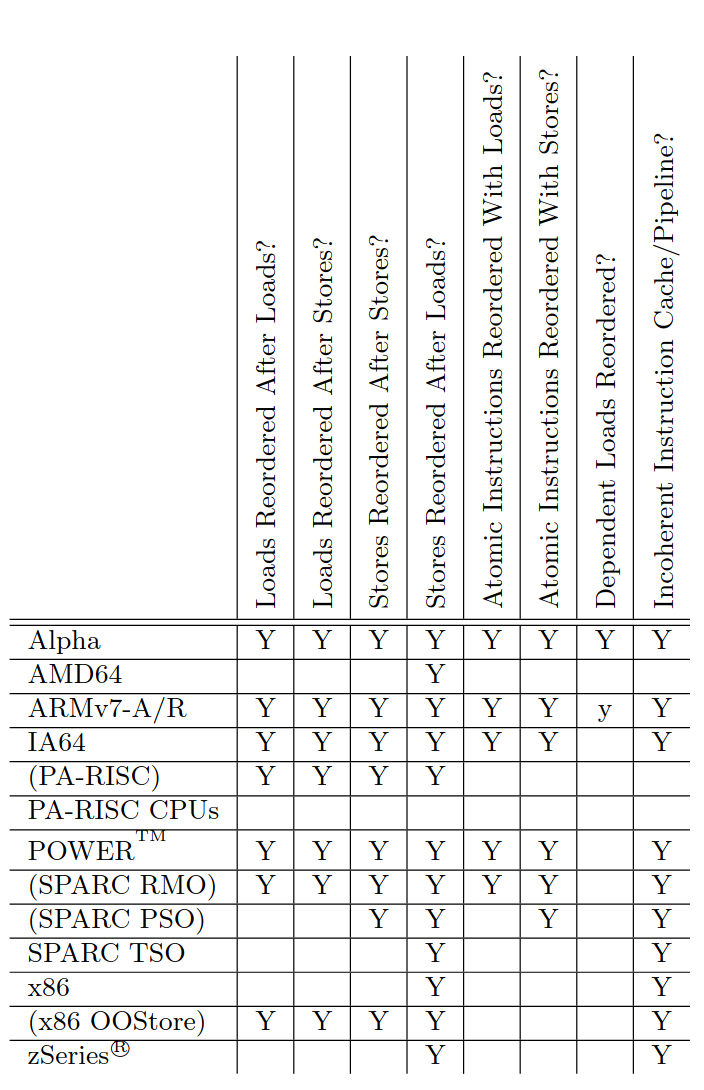 Loads Reordered After Loads?
Loads Reordered After Stores?
Stores Reordered After Stores?
Stores Reordered After Loads?
Atomic Instructions Reordered With Loads?
Atomic Instructions Reordered With Stores?
Dependent Loads Reordered?
Incoherent Instruction Cache/Pipeline?
Alpha Y Y Y Y Y Y Y Y
AMD64 Y
ARMv7-A/R Y Y Y Y Y Y y Y
IA64 Y Y Y Y Y Y Y
(PA-RISC) Y Y Y Y
PA-RISC CPUs
POWER™ Y Y Y Y Y Y Y
(SPARC RMO) Y Y Y Y Y Y Y
(SPARC PSO) Y Y Y Y
SPARC TSO Y Y
x86 Y Y
(x86 OOStore) Y Y Y Y Y
zSeries® Y Y